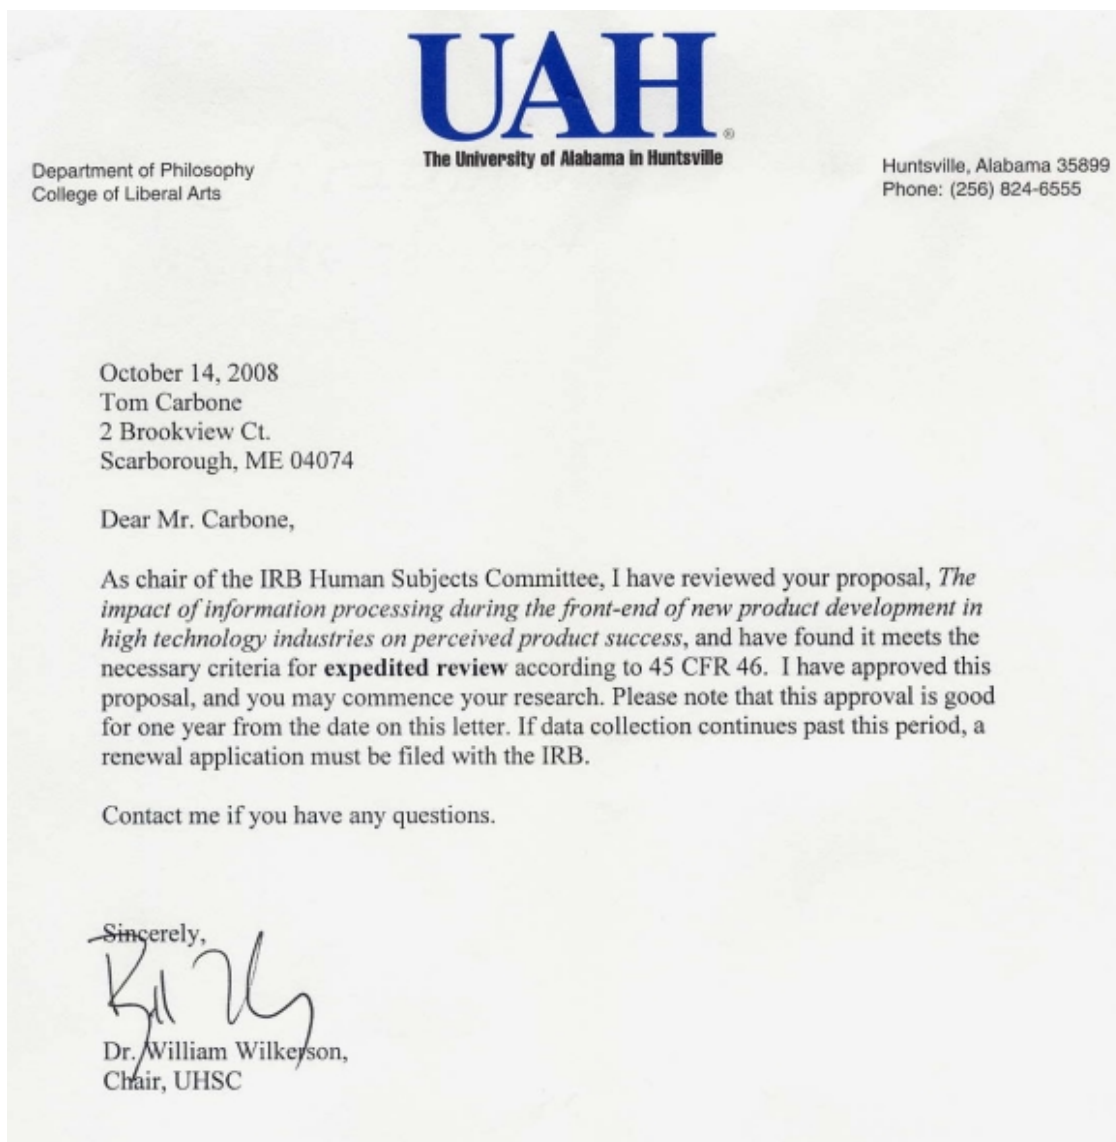 UAH®
The University of Alabama in Huntsville
Department of Philosophy
College of Liberal Arts
Huntsville, Alabama 35899
Phone: (256) 824-6555
October 14, 2008
Tom Carbone
2 Brookview Ct.
Scarborough, ME 04074
Dear Mr. Carbone,
As chair of the IRB Human Subjects Committee, I have reviewed your proposal, The
impact of information processing during the front-end of new product development in
high technology industries on perceived product success, and have found it meets the
necessary criteria for expedited review according to 45 CFR 46.  I have approved this
proposal, and you may commence your research. Please note that this approval is good
for one year from the date on this letter. If data collection continues past this period, a
renewal application must be filed with the IRB.
Contact me if you have any questions.
Sincerely,
Dr. William Wilkerson,
Chair, UHSC